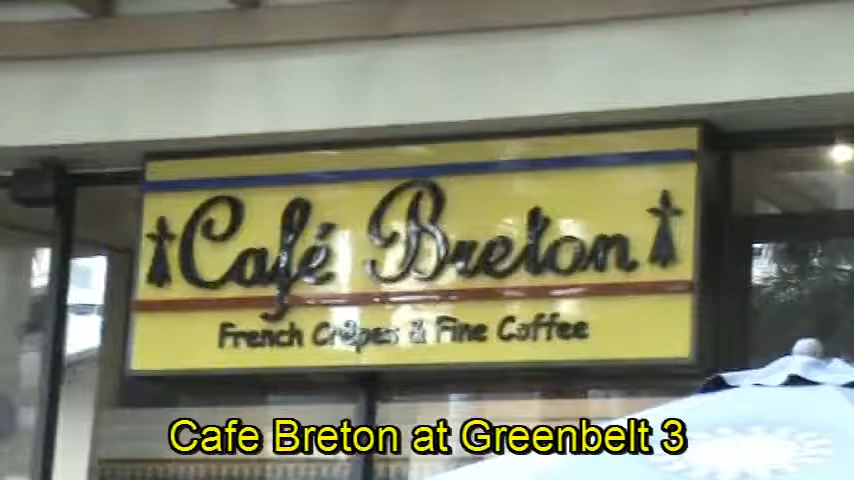 Café Breton
French Crêpes & Fine Coffee
Cafe Breton at Greenbelt 3